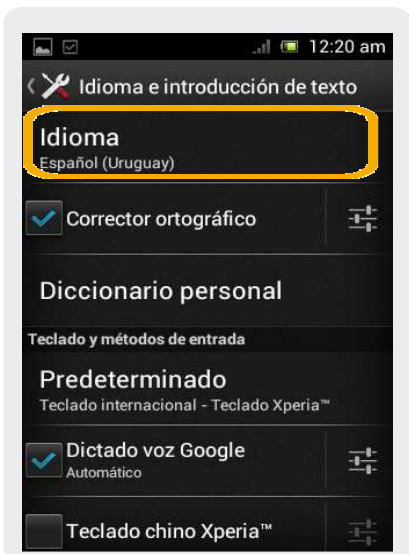 12:20 am
Idioma e introducción de texto
Idioma
Español (Uruguay)
Corrector ortográfico
Diccionario personal
Teclado y métodos de entrada
Predeterminado
Teclado internacional - Teclado Xperia™
Dictado voz Google
Automático
Teclado chino Xperia™